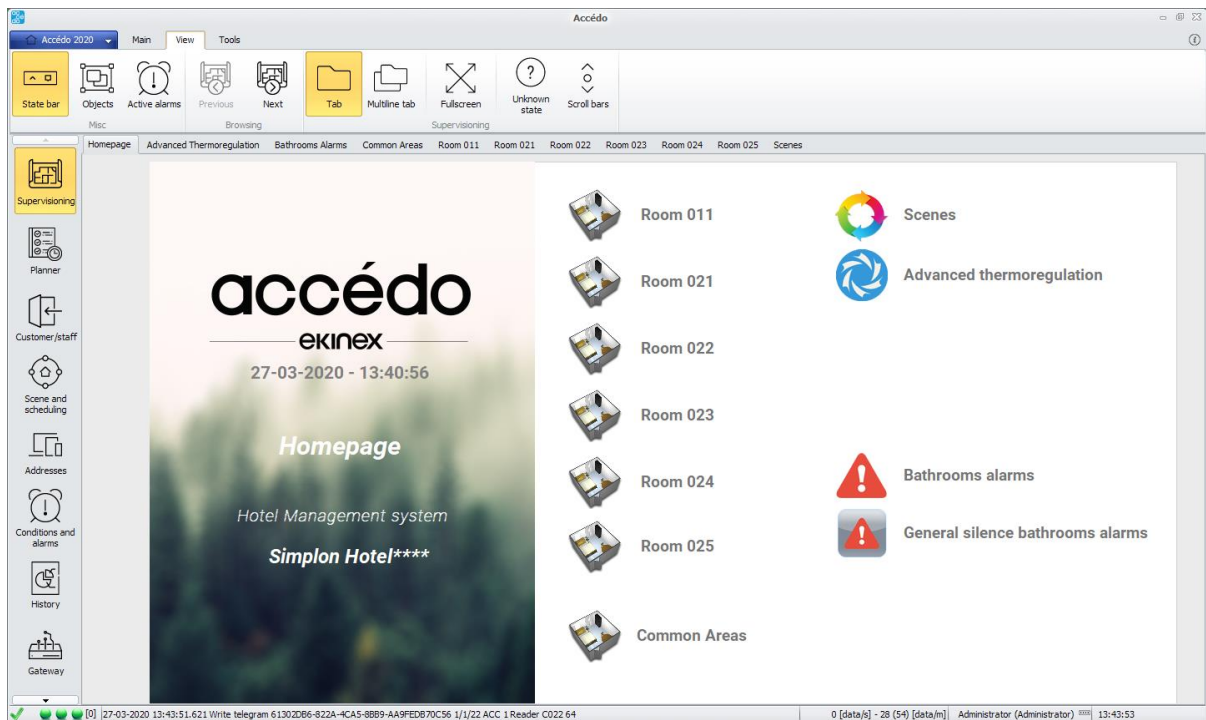 Accédo
Accédo 2020 Main View Tools
State bar Objects Active alarms Previous Next Tab Multiline tab Fullscreen Unknown state Scroll bars
Misc Browsing Supervisioning
Homepage Advanced Thermoregulation Bathrooms Alarms Common Areas Room 011 Room 021 Room 022 Room 023 Room 024 Room 025 Scenes
Supervisioning
Planner
Customer/staff
Scene and
scheduling
Addresses
Conditions and
alarms
History
Gateway
accédo
ekinex
27-03-2020 - 13:40:56
Homepage
Hotel Management system
Simplon Hotel****
Room 011
Room 021
Room 022
Room 023
Room 024
Room 025
Common Areas
Scenes
Advanced thermoregulation
Bathrooms alarms
General silence bathrooms alarms
[0] 27-03-2020 13:43:51.621 Write telegram 61302DB6-822A-4CA5-8BB9-AA9FEDB70C56 1/1/22 ACC 1 Reader C022 64 0 [data/s] - 28 (54) [data/m] Administrator (Administrator) 13:43:53